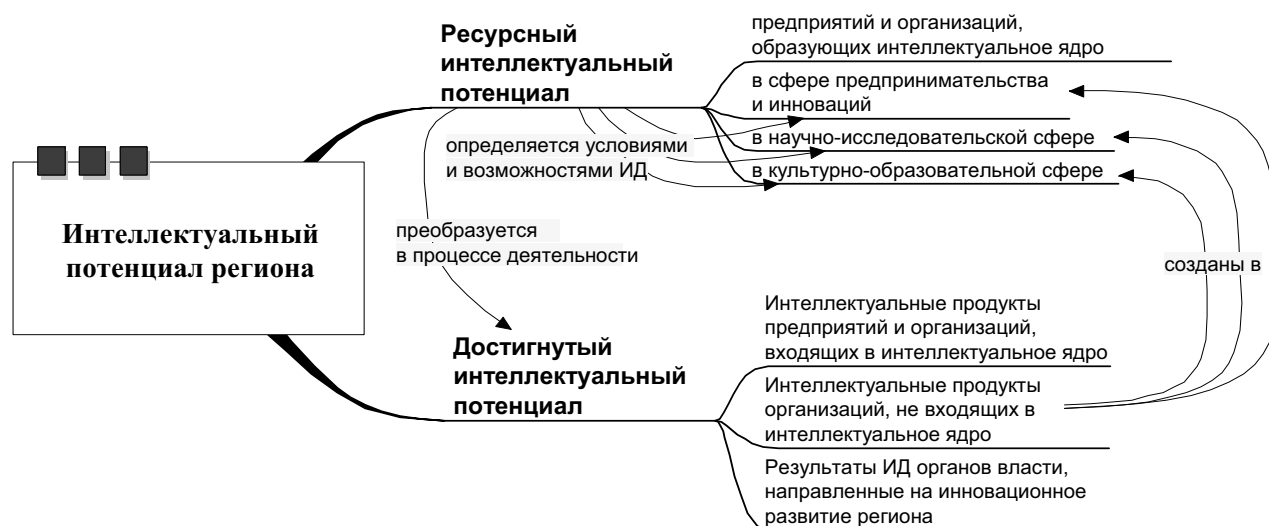 Ресурсный
интеллектуальный
потенциал
предприятий и организаций,
образующих интеллектуальное ядро
в сфере предпринимательства
и инноваций
в научно-исследовательской сфере
в культурно-образовательной сфере
определяется условиями
и возможностями ИД
Интеллектуальный
потенциал региона
преобразуется
в процессе деятельности
созданы в
Достигнутый
интеллектуальный
потенциал
Интеллектуальные продукты
предприятий и организаций,
входящих в интеллектуальное ядро
Интеллектуальные продукты
организаций, не входящих в
интеллектуальное ядро
Результаты ИД органов власти,
направленные на инновационное
развитие региона